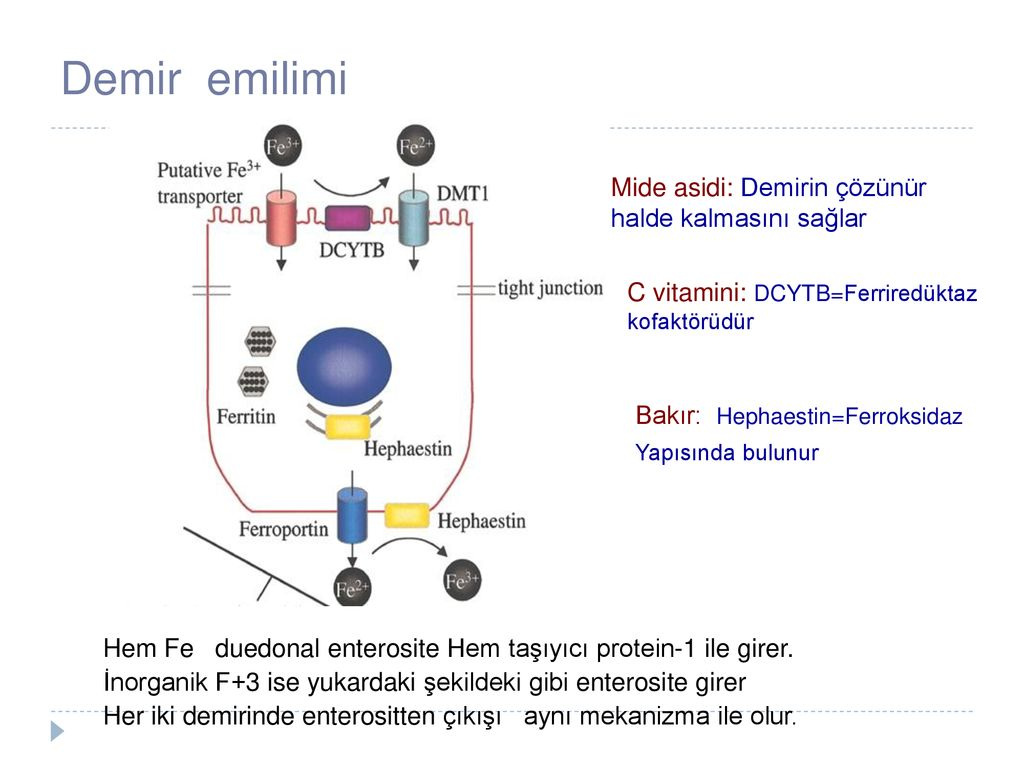 Demir emilimi
Fe3+
Fe2+
Putative Fe3+
transporter
DMT1
DCYTB
tight junction
Ferritin
Hephaestin
Ferroportin
Hephaestin
Fe2+
Fe3+
Mide asidi: Demirin çözünür
halde kalmasını sağlar
C vitamini: DCYTB=Ferriredüktaz
kofaktörüdür
Bakır: Hephaestin=Ferroksidaz
Yapısında bulunur
Hem Fe duedonal enterosite Hem taşıyıcı protein-1 ile girer.
İnorganik F+3 ise yukardaki şekildeki gibi enterosite girer
Her iki demirinde enterositten çıkışı aynı mekanizma ile olur.